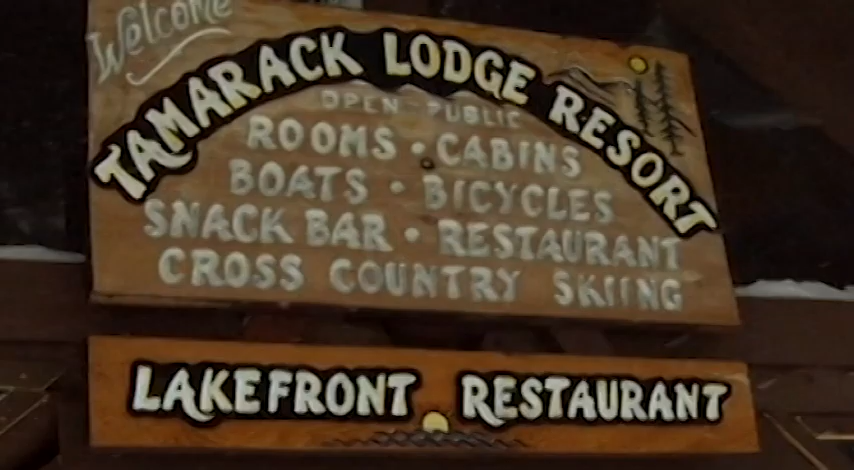 Welcome
TAMARACK LODGE RESORT
OPEN PUBLIC
ROOMS • CABINS
BOATS • BICYCLES
SNACK BAR • RESTAURANT
CROSS COUNTRY SKIING
LAKEFRONT RESTAURANT